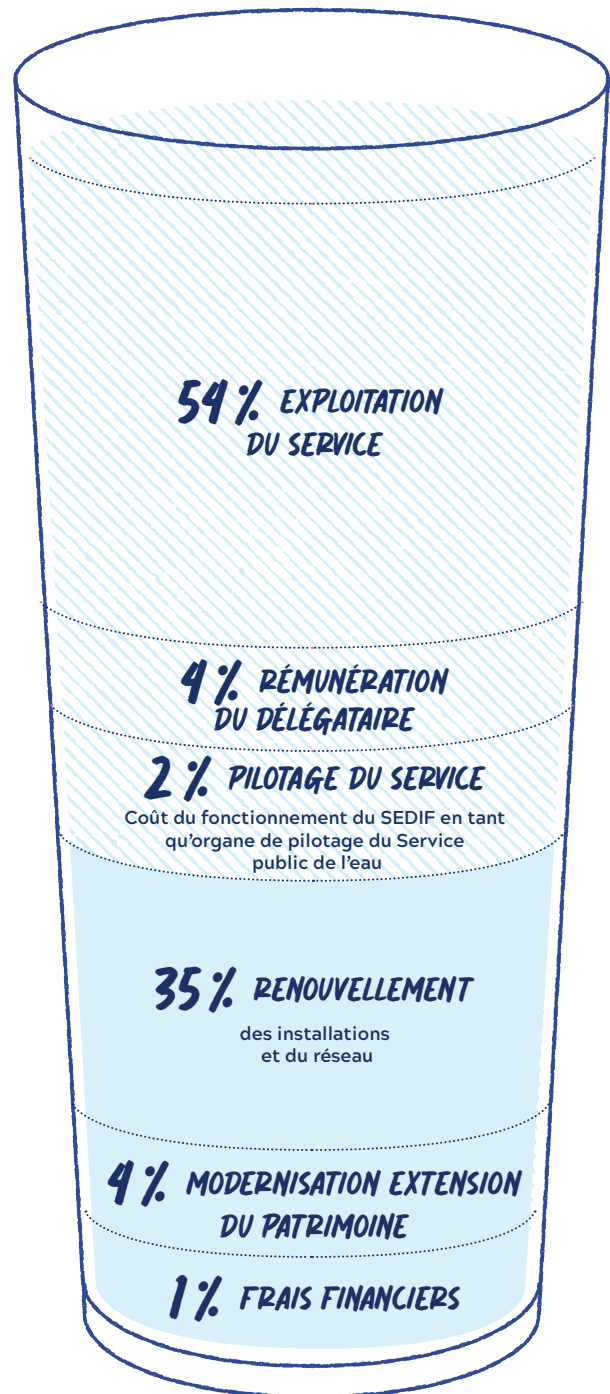 54 % EXPLOITATION
DU SERVICE
4 % RÉMUNÉRATION
DU DÉLÉGATAIRE
2 % PILOTAGE DU SERVICE
Coût du fonctionnement du SEDIF en tant
qu’organe de pilotage du Service
public de l’eau
35 % RENOUVELLEMENT
des installations
et du réseau
4 % MODERNISATION EXTENSION
DU PATRIMOINE
1 % FRAIS FINANCIERS